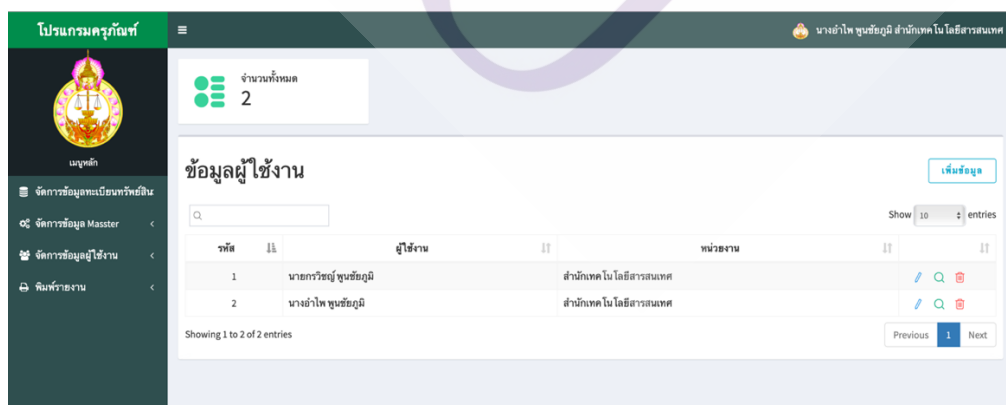 โปรแกรมครุภัณฑ์
นางอำไพ พูนชัยภูมิ สำนักเทคโนโลยีสารสนเทศ
จำนวนทั้งหมด
2
เมนูหลัก
ข้อมูลผู้ใช้งาน
เพิ่มข้อมูล
จัดการข้อมูลทะเบียนทรัพย์สิน
จัดการข้อมูล Masster
จัดการข้อมูลผู้ใช้งาน
พิมพ์รายงาน
Show 10 entries
รหัส ผู้ใช้งาน หน่วยงาน
1 นายกรวิชญ์ พูนชัยภูมิ สำนักเทคโนโลยีสารสนเทศ
2 นางอำไพ พูนชัยภูมิ สำนักเทคโนโลยีสารสนเทศ
Showing 1 to 2 of 2 entries
Previous 1 Next